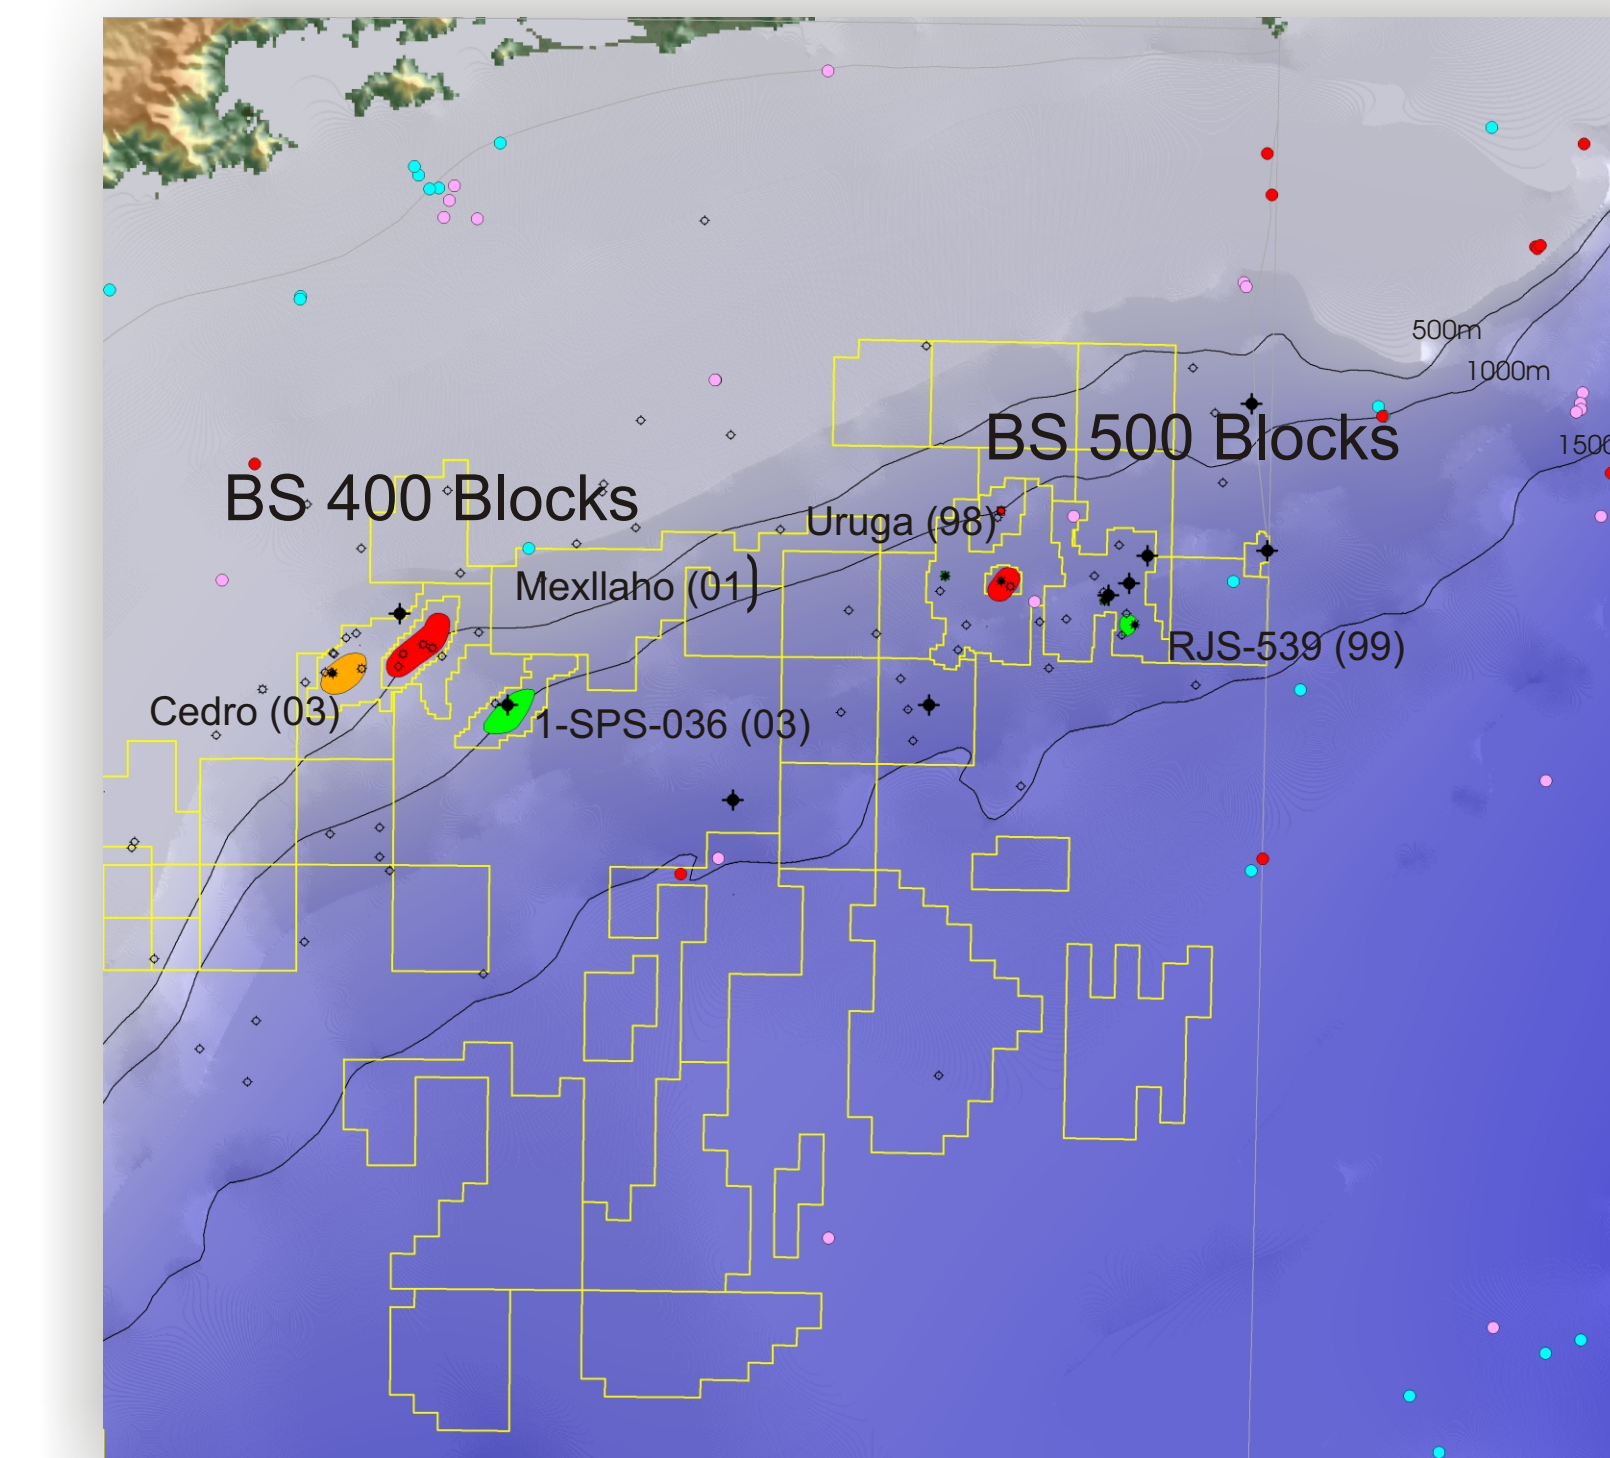 500m
1000m
BS 500 Blocks
BS 400 Blocks
Uruga (98)
Mexllaho (01)
RJS-539 (99)
Cedro (03)
1-SPS-036 (03)